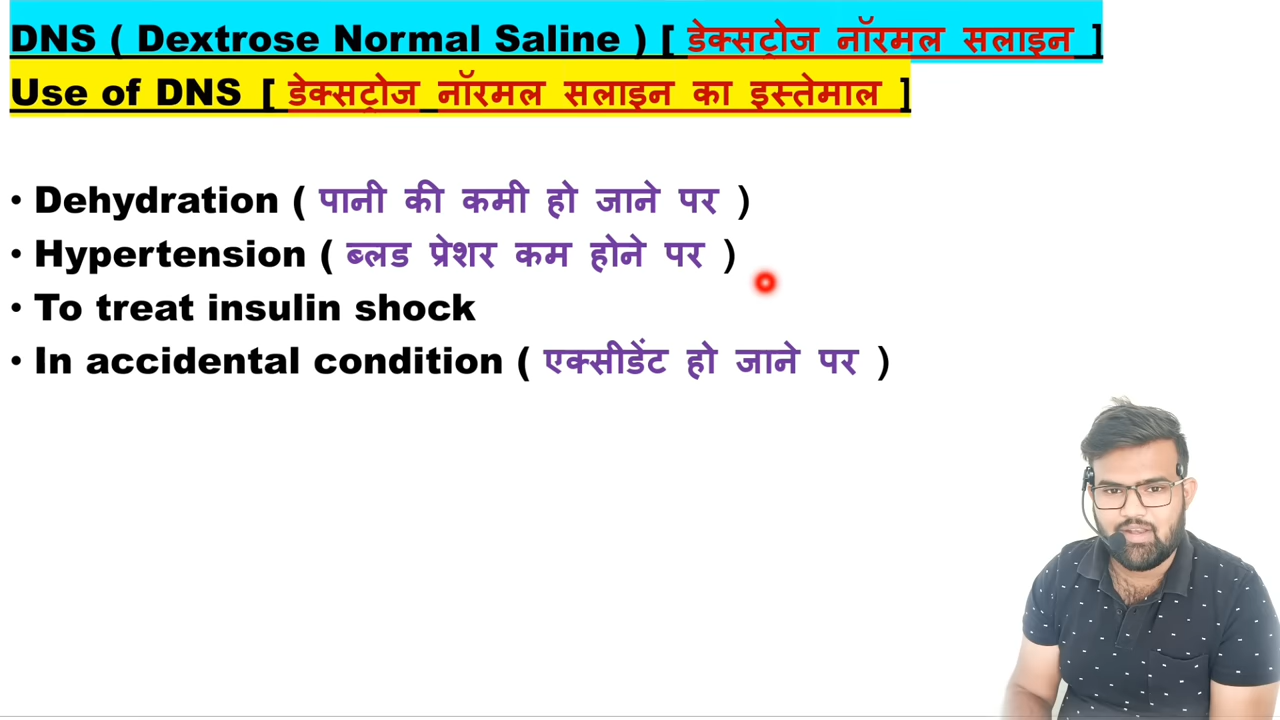 DNS ( Dextrose Normal Saline ) [ डेक्सट्रोज नॉरमल सलाइन ]
Use of DNS [ डेक्सट्रोज नॉरमल सलाइन का इस्तेमाल ]
• Dehydration ( पानी की कमी हो जाने पर )
• Hypertension ( ब्लड प्रेशर कम होने पर )
• To treat insulin shock
• In accidental condition ( एक्सीडेंट हो जाने पर )